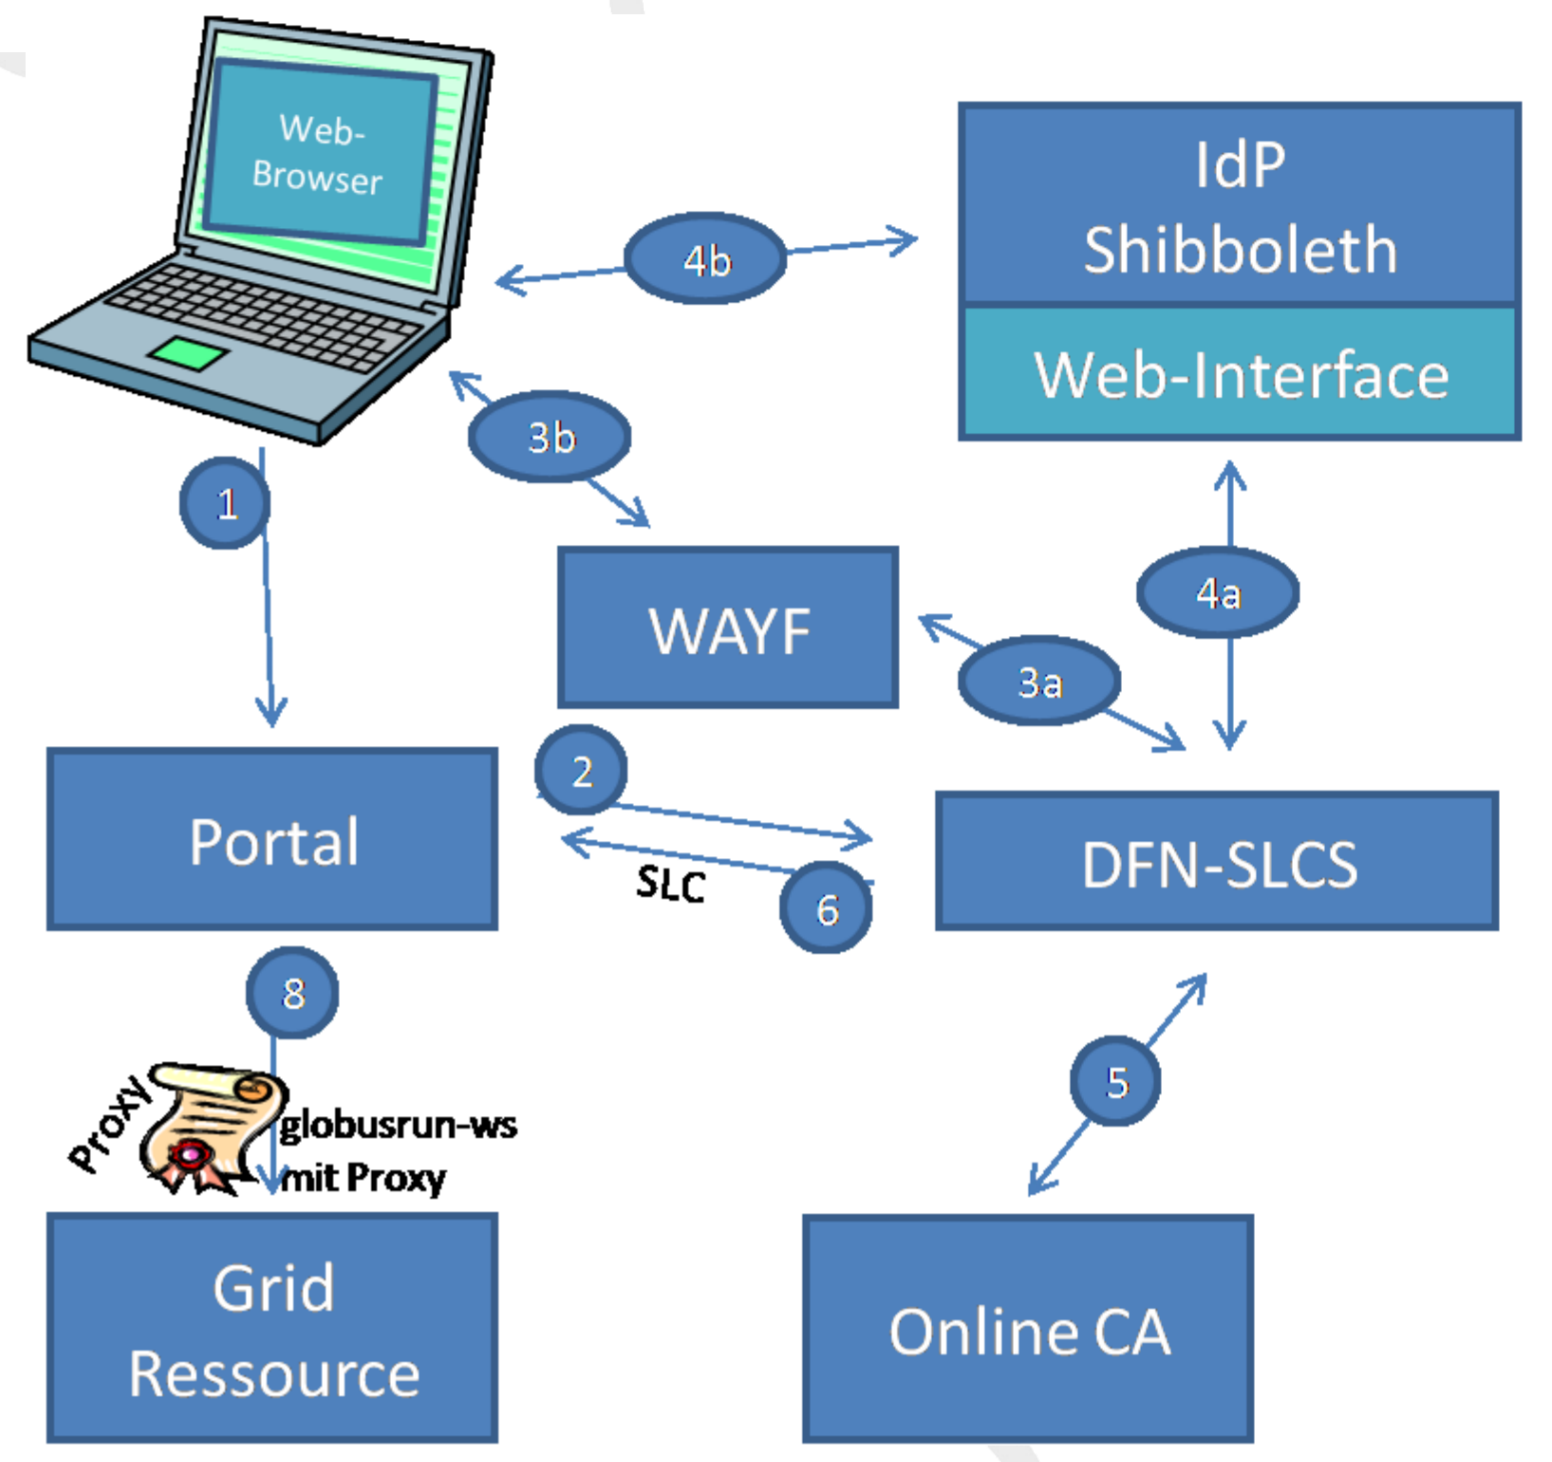 Web-
Browser
IdP
Shibboleth
Web-Interface
4b
3b
1
WAYF
4a
3a
2
Portal
DFN-SLCS
SLC
6
8
5
Proxy
globusrun-ws
mit Proxy
Grid
Ressource
Online CA